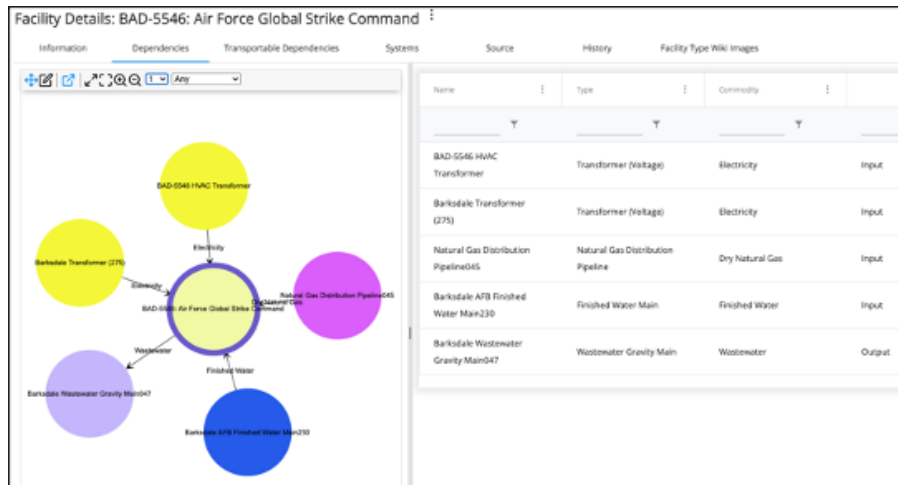 Facility Details: BAD-5546: Air Force Global Strike Command
Information Dependencies Transportable Dependencies Systems Source History Facility Type Wiki Images
1 Any
BAD-5546 HVAC Transformer
Electricity
Barksdale Transformer (275)
Electricity
Natural Gas Distribution Pipeline045
Dry Natural Gas
BAD-5546: Air Force Global Strike Command
Wastewater
Finished Water
Barksdale Wastewater Gravity Main047
Barksdale AFB Finished Water Main230
Name Type Commodity
BAD-5546 HVAC
Transformer
Transformer (Voltage)
Electricity
Input
Barksdale Transformer
(275)
Transformer (Voltage)
Electricity
Input
Natural Gas Distribution
Pipeline045
Natural Gas Distribution
Pipeline
Dry Natural Gas
Input
Barksdale AFB Finished
Water Main230
Finished Water Main
Finished Water
Input
Barksdale Wastewater
Gravity Main047
Wastewater Gravity Main
Wastewater
Output